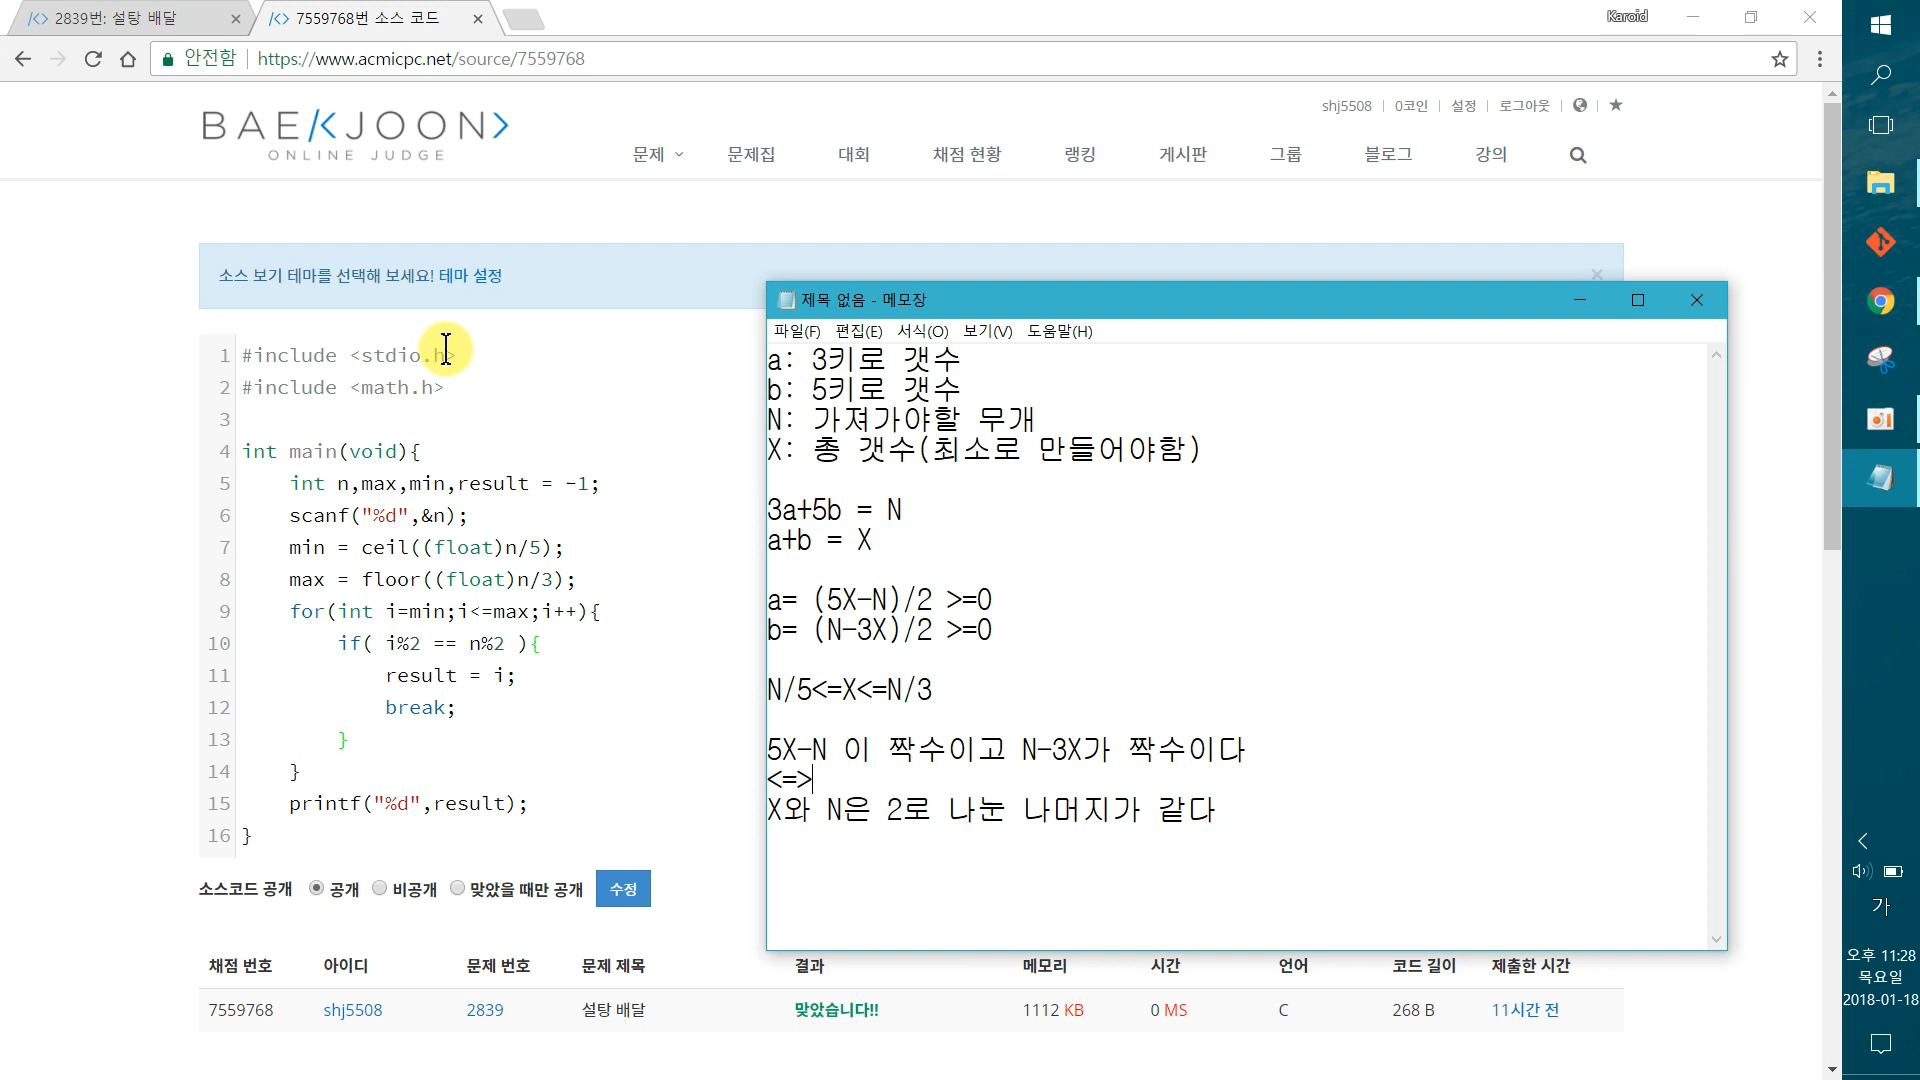 2839번: 설탕 배달
7559768번 소스 코드
Karoid
안전함
https://www.acmicpc.net/source/7559768
BAEKJOON>
ONLINE JUDGE
shj5508
0코인
설정
로그아웃
문제
문제집
대회
채점 현황
랭킹
게시판
그룹
블로그
강의
소스 보기 테마를 선택해 보세요! 테마 설정
1 #include <stdio.h>
2 #include <math.h>
3
4 int main(void){
5 int n,max,min,result = -1;
6 scanf("%d",&n);
7 min = ceil((float)n/5);
8 max = floor((float)n/3);
9 for(int i=min;i<=max;i++){
10 if( i%2 == n%2 ){
11 result = i;
12 break;
13 }
14 }
15 printf("%d",result);
16 }
제목 없음 - 메모장
파일(F) 편집(E) 서식(O) 보기(V) 도움말(H)
a: 3키로 갯수
b: 5키로 갯수
N: 가져가야할 무개
X: 총 갯수(최소로 만들어야함)
3a+5b = N
a+b = X
a= (5X-N)/2 >=0
b= (N-3X)/2 >=0
N/5<=X<=N/3
5X-N 이 짝수이고 N-3X가 짝수이다
<=>
X와 N은 2로 나눈 나머지가 같다
소스코드 공개 공개 비공개 맞았을 때만 공개 수정
채점 번호 아이디 문제 번호 문제 제목 결과 메모리 시간 언어 코드 길이 제출한 시간
7559768 shj5508 2839 설탕 배달 맞았습니다!! 1112 KB 0 MS C 268 B 11시간 전
가
오후 11:28
목요일
2018-01-18